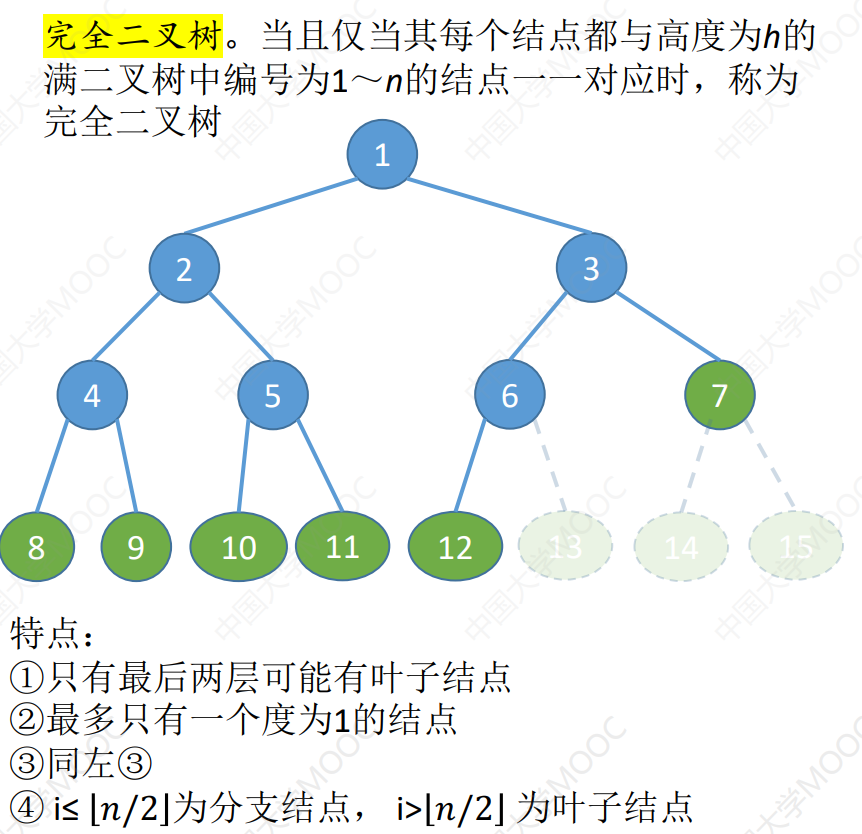 完全二叉树。当且仅当其每个结点都与高度为h的
满二叉树中编号为1～n的结点一一对应时，称为
完全二叉树
1
2
3
4
5
6
7
8
9
10
11
12
13
14
15
特点：
①只有最后两层可能有叶子结点
②最多只有一个度为1的结点
③同左③
④ i≤ ⌊n/2⌋为分支结点， i>⌊n/2⌋ 为叶子结点
中国大学MOOC